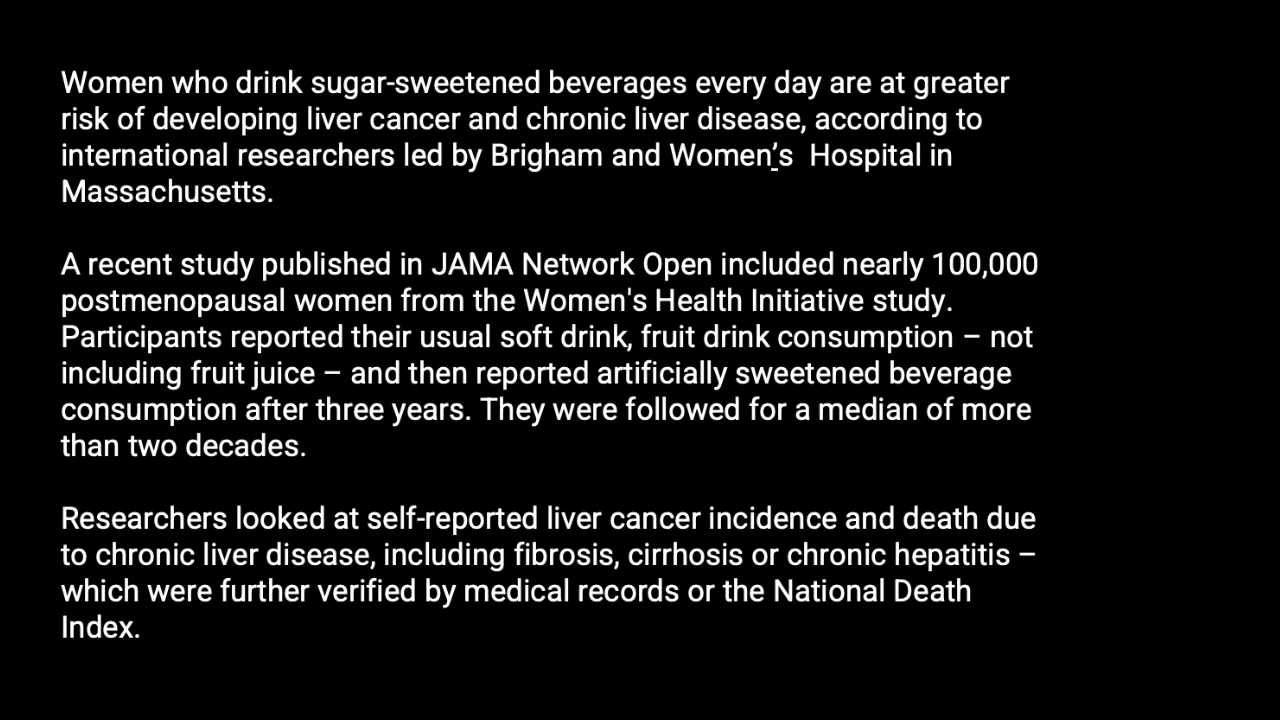 Women who drink sugar-sweetened beverages every day are at greater
risk of developing liver cancer and chronic liver disease, according to
international researchers led by Brigham and Women’s  Hospital in
Massachusetts.
A recent study published in JAMA Network Open included nearly 100,000
postmenopausal women from the Women's Health Initiative study.
Participants reported their usual soft drink, fruit drink consumption – not
including fruit juice – and then reported artificially sweetened beverage
consumption after three years. They were followed for a median of more
than two decades.
Researchers looked at self-reported liver cancer incidence and death due
to chronic liver disease, including fibrosis, cirrhosis or chronic hepatitis –
which were further verified by medical records or the National Death
Index.